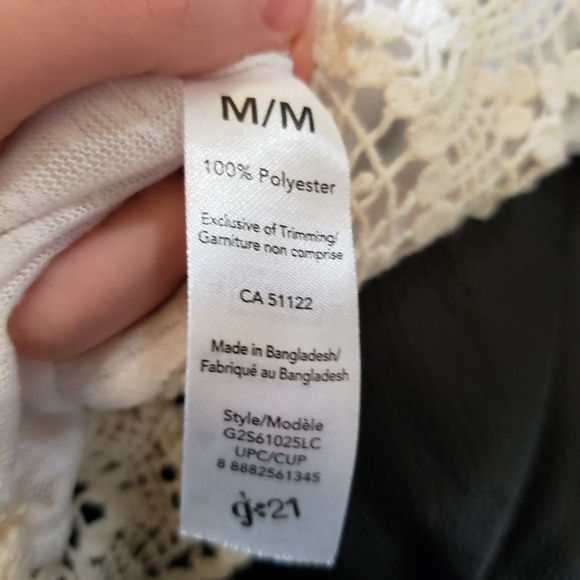 M/M
100% Polyester
Exclusive of Trimming/
Garniture non comprise
CA 51122
Made in Bangladesh/
Fabriqué au Bangladesh
Style/Modèle
G2S61025LC
UPC/CUP
8 8882561345
g:21